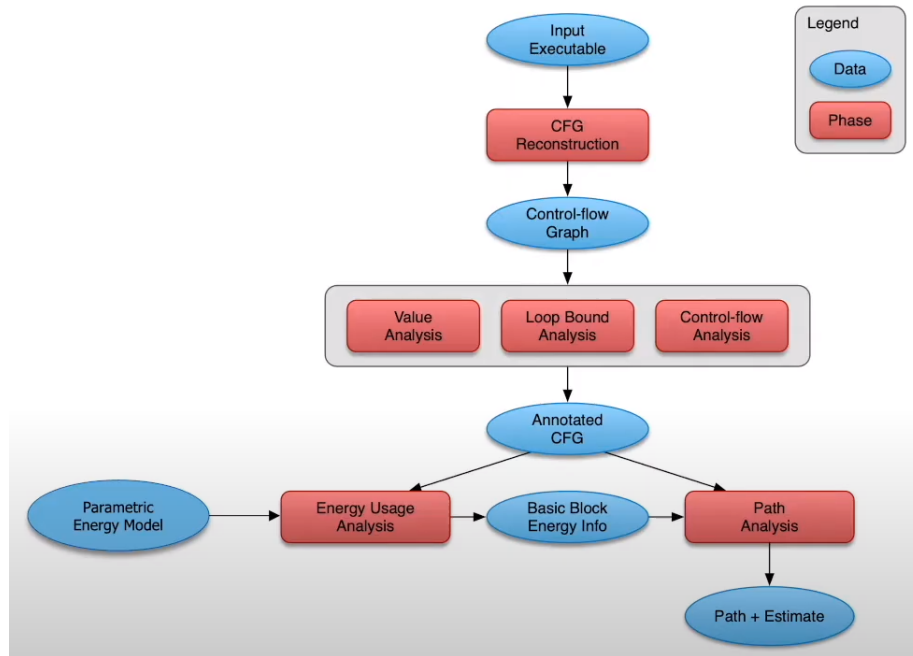 Input
Executable
Legend
Data
Phase
CFG
Reconstruction
Control-flow
Graph
Value
Analysis
Loop Bound
Analysis
Control-flow
Analysis
Annotated
CFG
Parametric
Energy Model
Energy Usage
Analysis
Basic Block
Energy Info
Path
Analysis
Path + Estimate